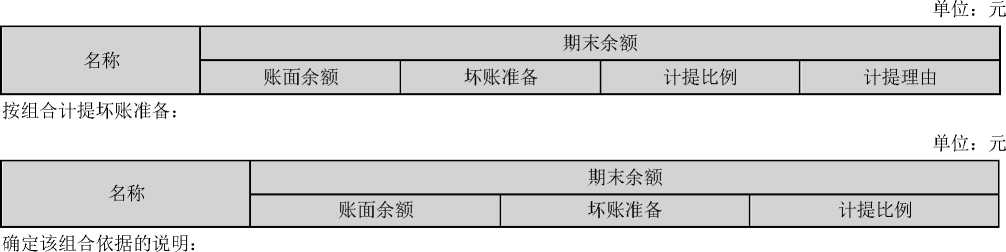 单位：元
名称 期末余额
账面余额 坏账准备 计提比例 计提理由
按组合计提坏账准备：
单位：元
名称 期末余额
账面余额 坏账准备 计提比例
确定该组合依据的说明：